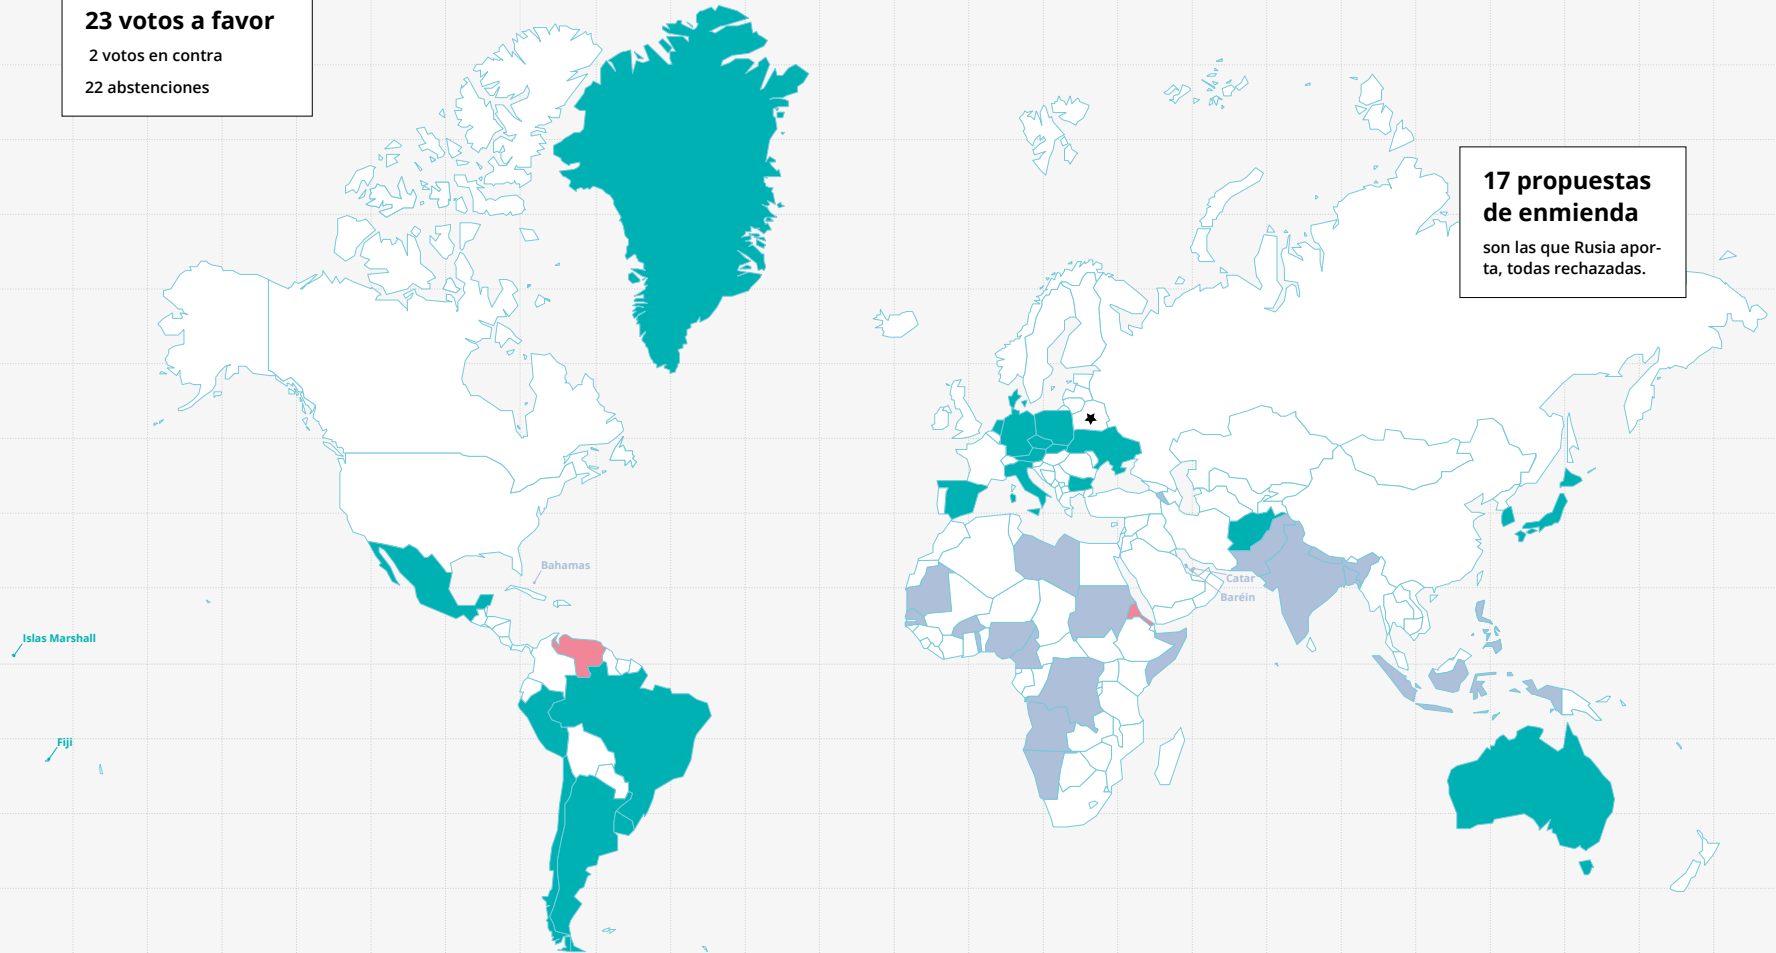 23 votos a favor
2 votos en contra
22 abstenciones
17 propuestas
de enmienda
son las que Rusia apor-
ta, todas rechazadas.
Bahamas
Catar
Baréin
Islas Marshall
Fiji